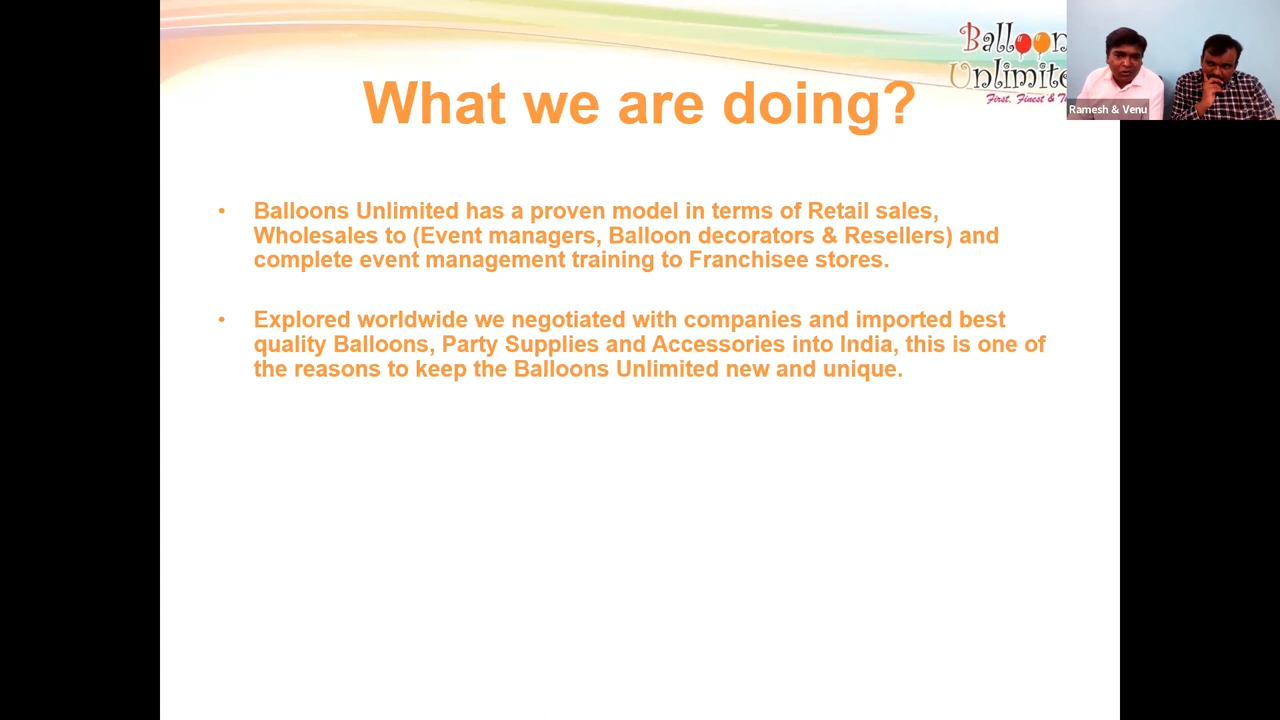 Balloon
Unlimite
First, Finest & T
Ramesh & Venu
What we are doing?
• Balloons Unlimited has a proven model in terms of Retail sales,
Wholesales to (Event managers, Balloon decorators & Resellers) and
complete event management training to Franchisee stores.
• Explored worldwide we negotiated with companies and imported best
quality Balloons, Party Supplies and Accessories into India, this is one of
the reasons to keep the Balloons Unlimited new and unique.